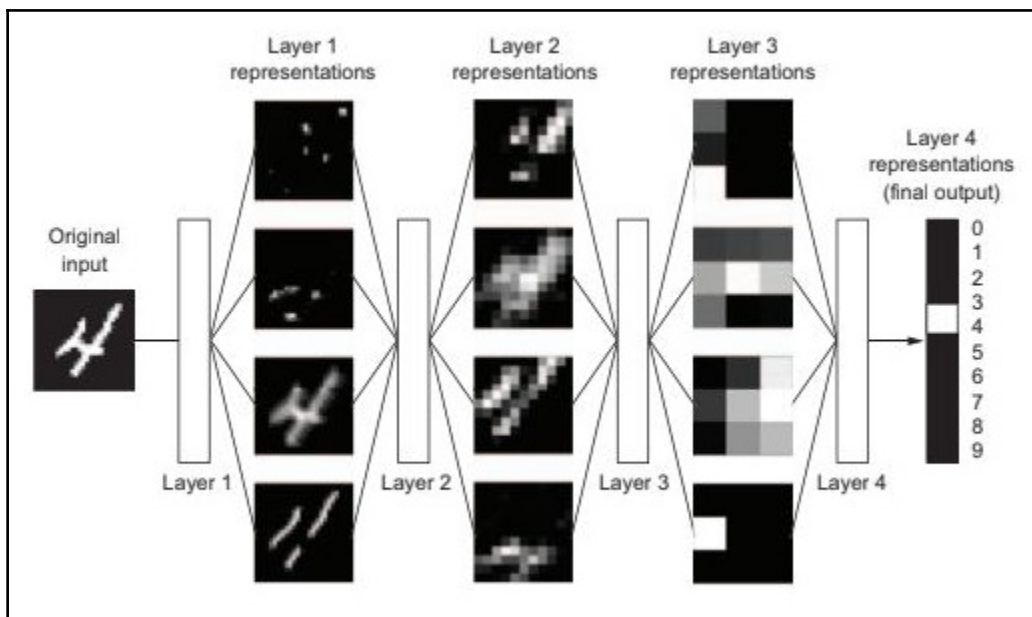 Layer 1
representations
Layer 2
representations
Layer 3
representations
Layer 4
representations
(final output)
Original
input
0
1
2
3
4
5
6
7
8
9
Layer 1
Layer 2
Layer 3
Layer 4